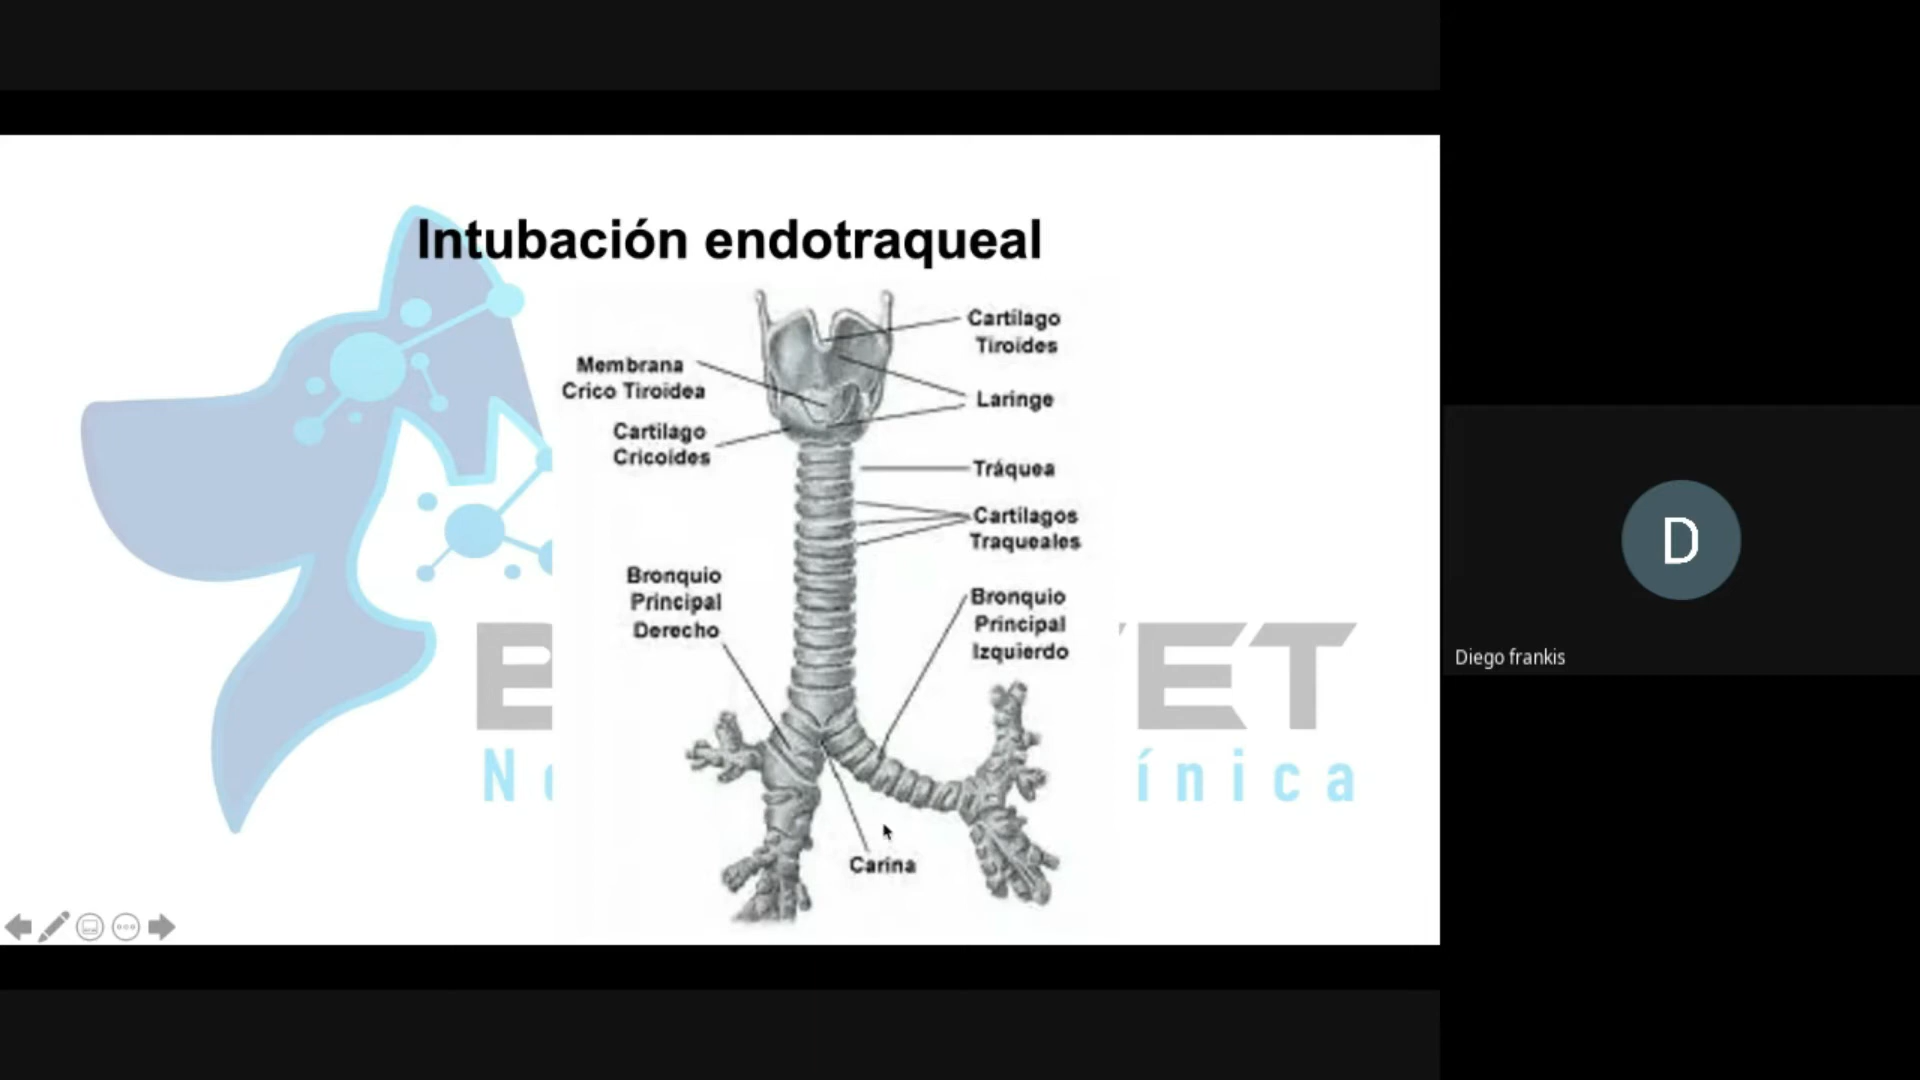 Intubación endotraqueal
Cartílago
Tiroides
Membrana
Crico Tiroidea
Laringe
Cartílago
Cricoides
Tráquea
Cartílagos
Traqueales
Bronquio
Principal
Derecho
Bronquio
Principal
Izquierdo
Carina
D
Diego frankis